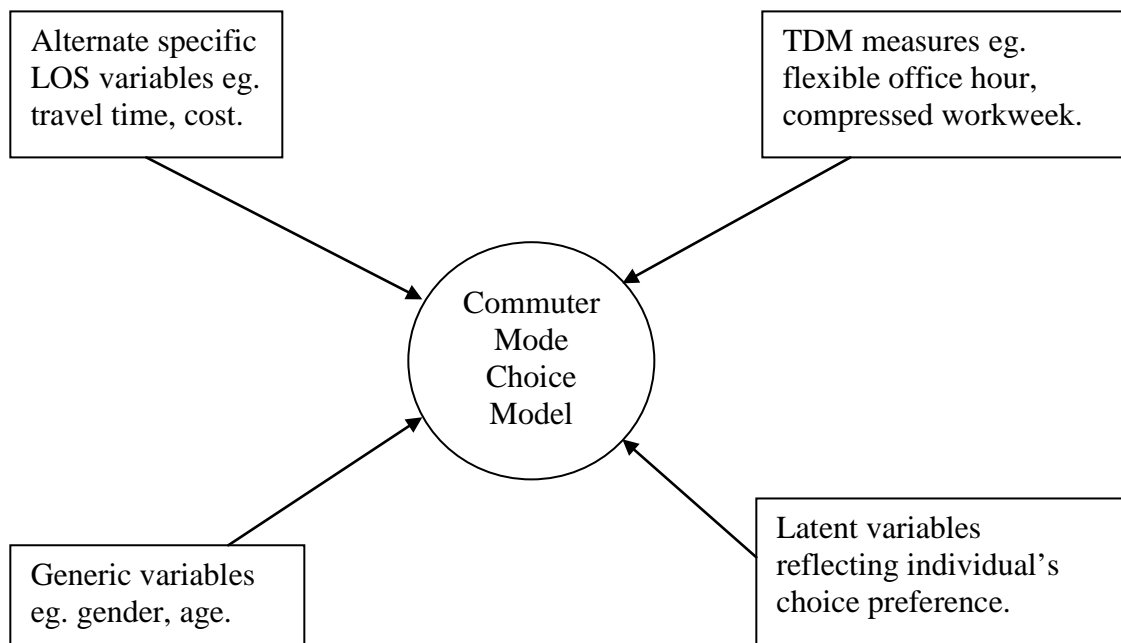 Alternate specific
LOS variables eg.
travel time, cost.
TDM measures eg.
flexible office hour,
compressed workweek.
Commuter
Mode
Choice
Model
Generic variables
eg. gender, age.
Latent variables
reflecting individual’s
choice preference.